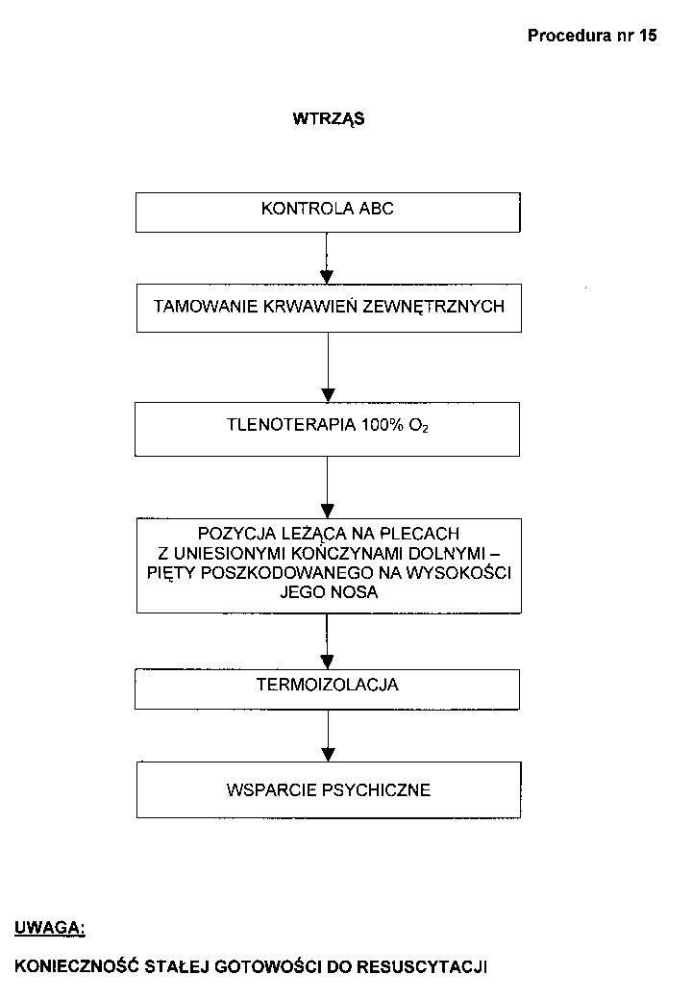 Procedura nr 15
WTRZĄS
KONTROLA ABC
TAMOWANIE KRWAWIEŃ ZEWNĘTRZNYCH
TLENOTERAPIA 100% O₂
POZYCJA LEŻĄCA NA PLECACH
Z UNIESIONYMI KOŃCZYNAMI DOLNYMI –
PIĘTY POSZKODOWANEGO NA WYSOKOŚCI
JEGO NOSA
TERMOIZOLACJA
WSPARCIE PSYCHICZNE
UWAGA:
KONIECZNOŚĆ STAŁEJ GOTOWOŚCI DO RESUSCYTACJI